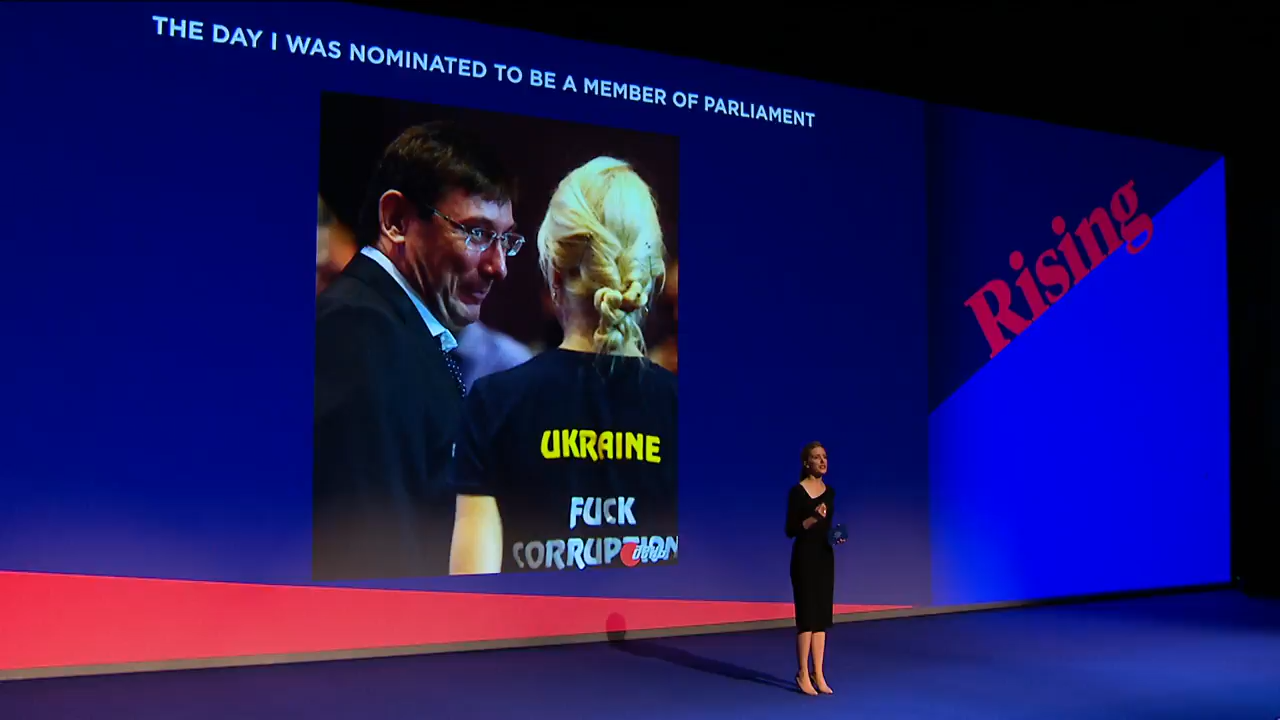 THE DAY I WAS NOMINATED TO BE A MEMBER OF PARLIAMENT
Rising
UKRAINE
FUCK
CORRUPTION